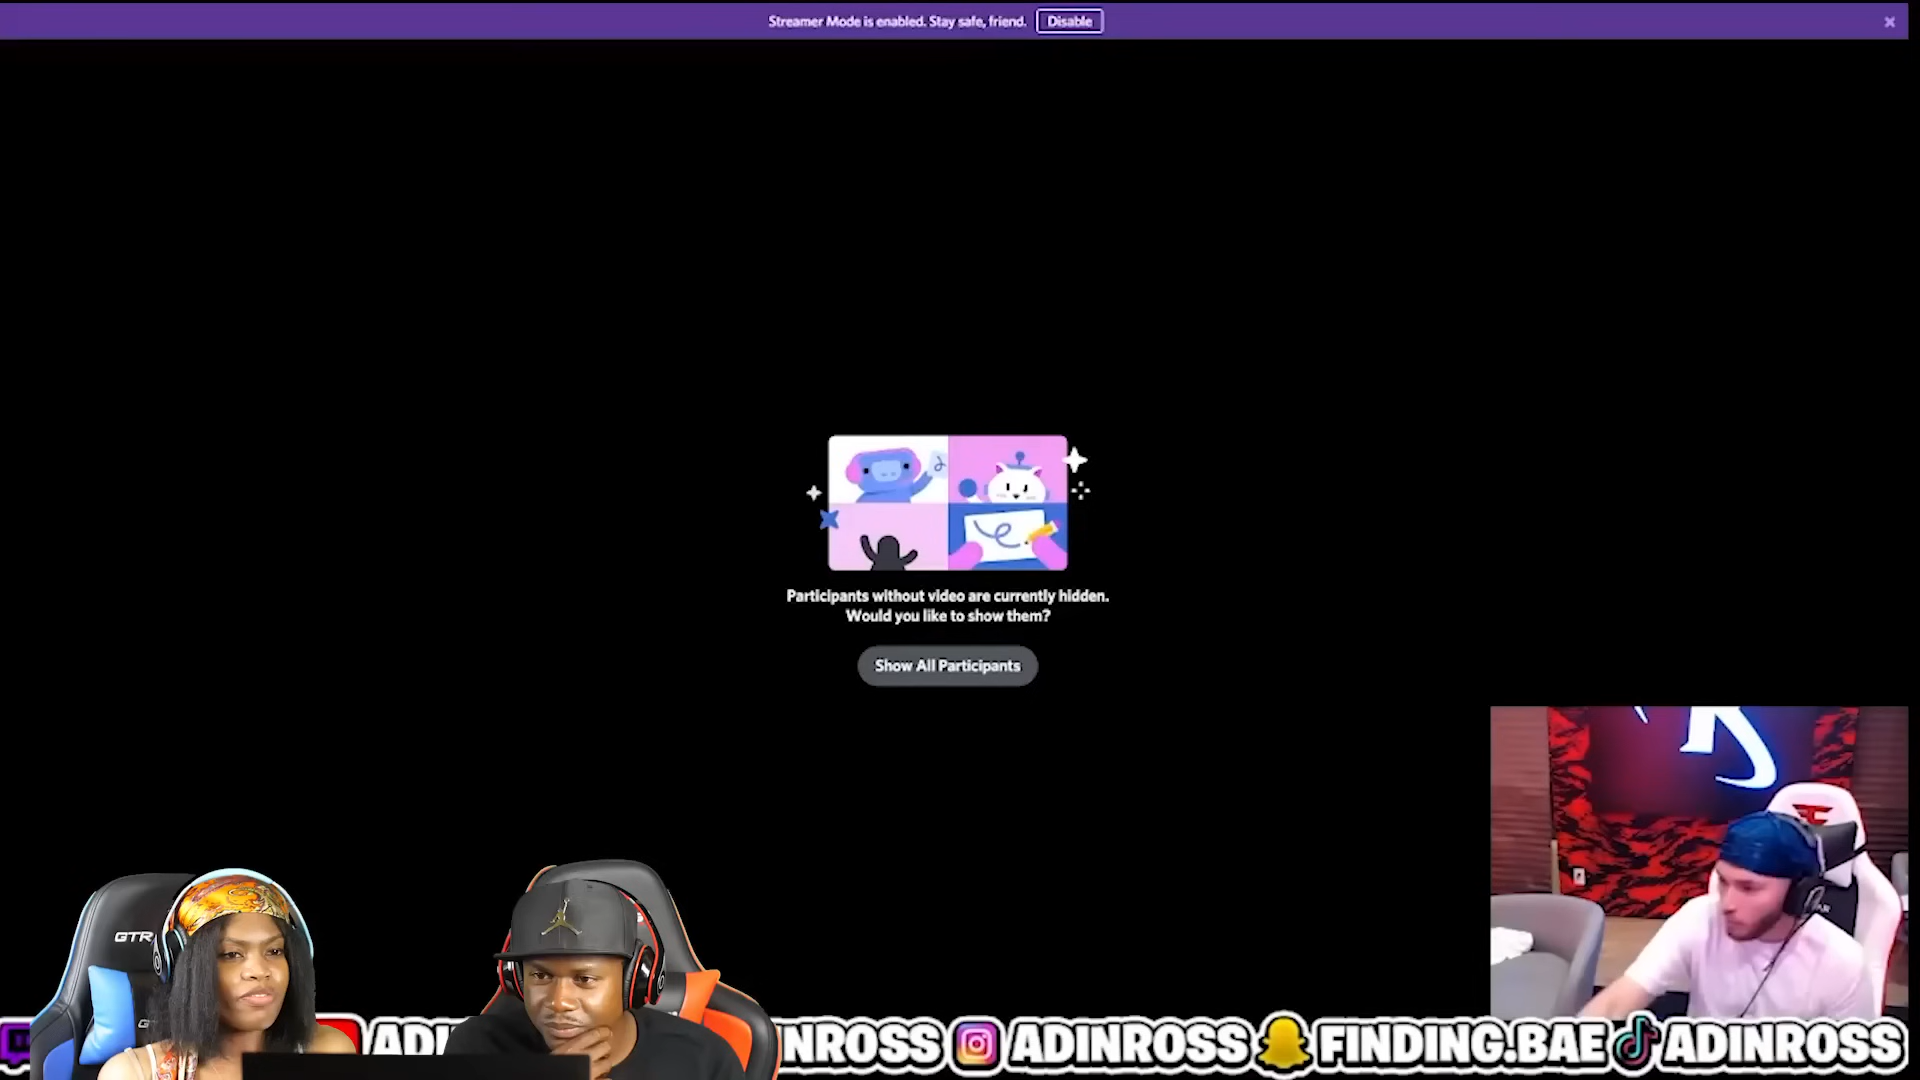 Streamer Mode is enabled. Stay safe, friend. Disable
Participants without video are currently hidden.
Would you like to show them?
Show All Participants
GTR
ADI NROSS ADINROSS FINDING.BAE ADINROSS